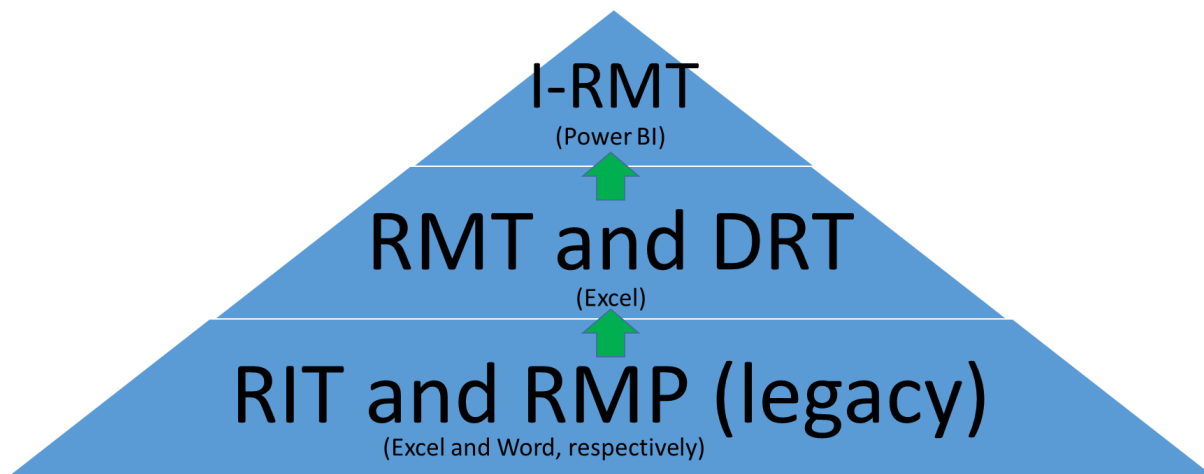 I-RMT
(Power BI)
RMT and DRT
(Excel)
RIT and RMP (legacy)
(Excel and Word, respectively)